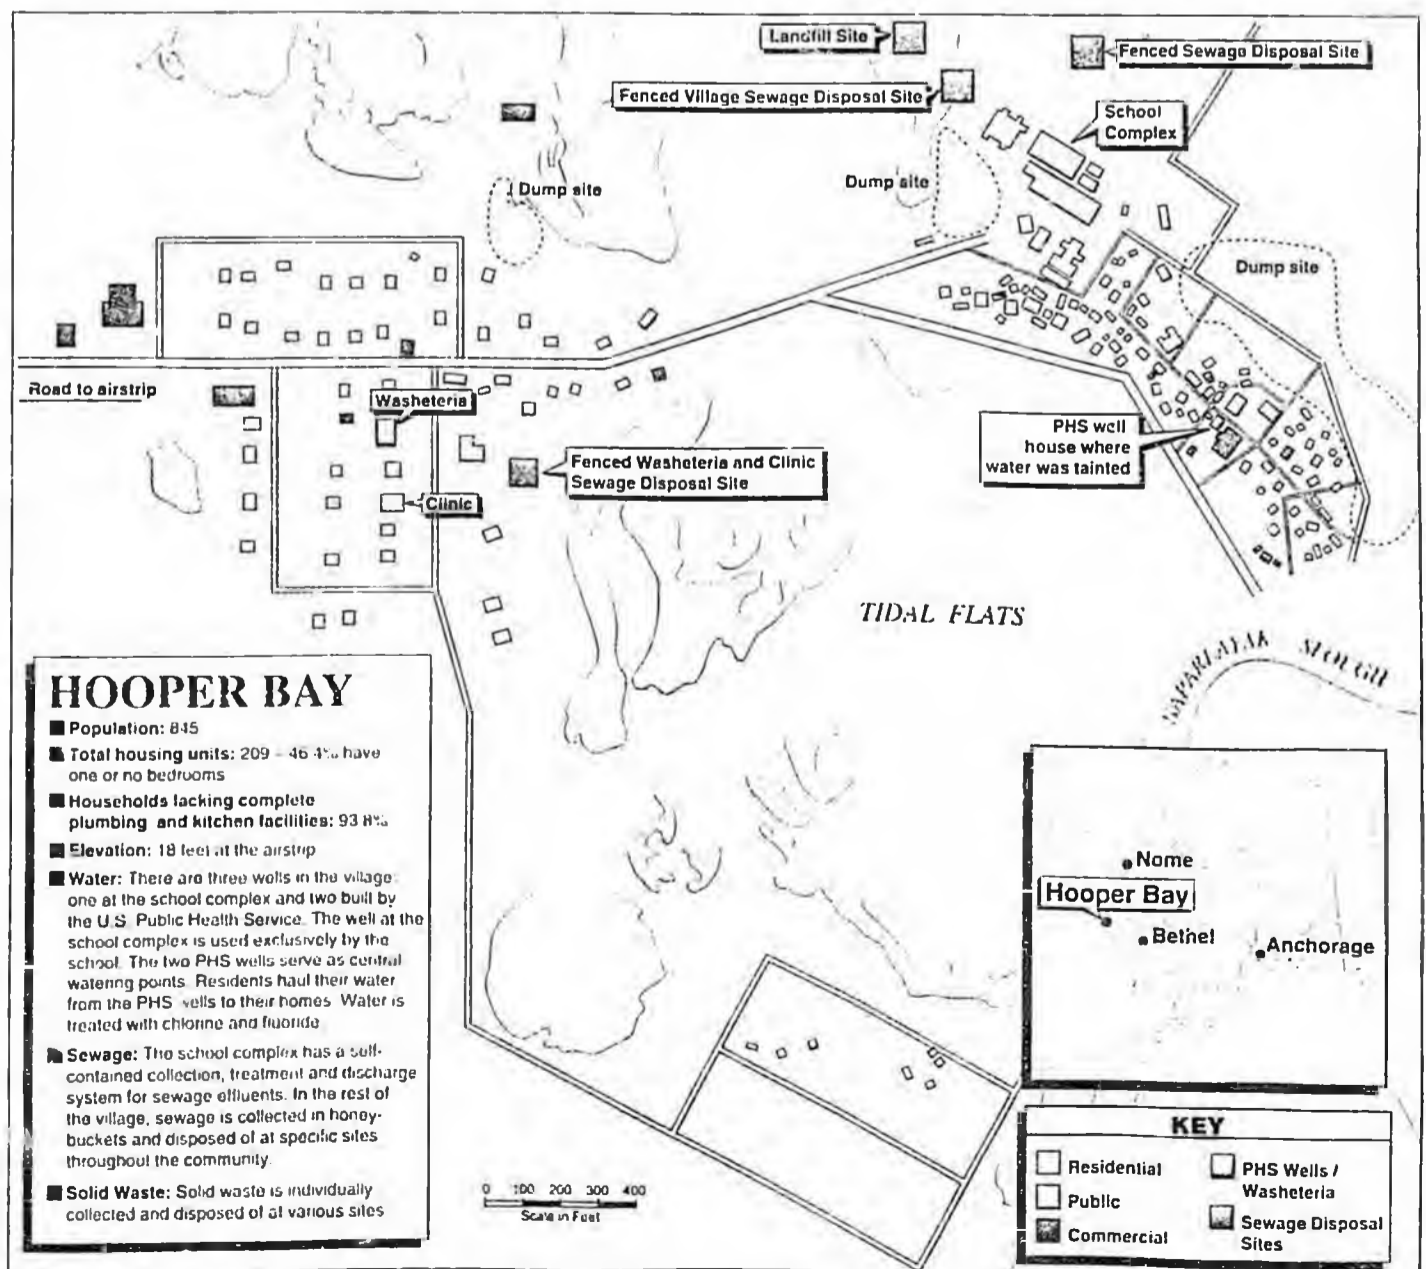 Landfill Site
Fenced Sewage Disposal Site
Fenced Village Sewage Disposal Site
School
Complex
Dump site
Dump site
Dump site
Road to airstrip
Washeteria
PHS well
house where
water was tainted
Fenced Washeteria and Clinic
Sewage Disposal Site
Clinic
TIDAL FLATS
SLOUGH
HOOPER BAY
Population: 845
Total housing units: 209 – 46.4% have
one or no bedrooms
Households lacking complete
plumbing and kitchen facilities: 93.8%
Elevation: 18 feet at the airstrip
Water: There are three wells in the village:
one at the school complex and two built by
the U.S. Public Health Service. The well at the
school complex is used exclusively by the
school. The two PHS wells serve as central
watering points. Residents haul their water
from the PHS wells to their homes. Water is
treated with chlorine and fluoride
Sewage: The school complex has a self-
contained collection, treatment and discharge
system for sewage effluents. In the rest of
the village, sewage is collected in honey-
buckets and disposed of at specific sites
throughout the community.
Solid Waste: Solid waste is individually
collected and disposed of at various sites
0 100 200 300 400
Scale in Feet
Nome
Hooper Bay
Bethel
Anchorage
KEY
Residential
Public
Commercial
PHS Wells /
Washeteria
Sewage Disposal
Sites